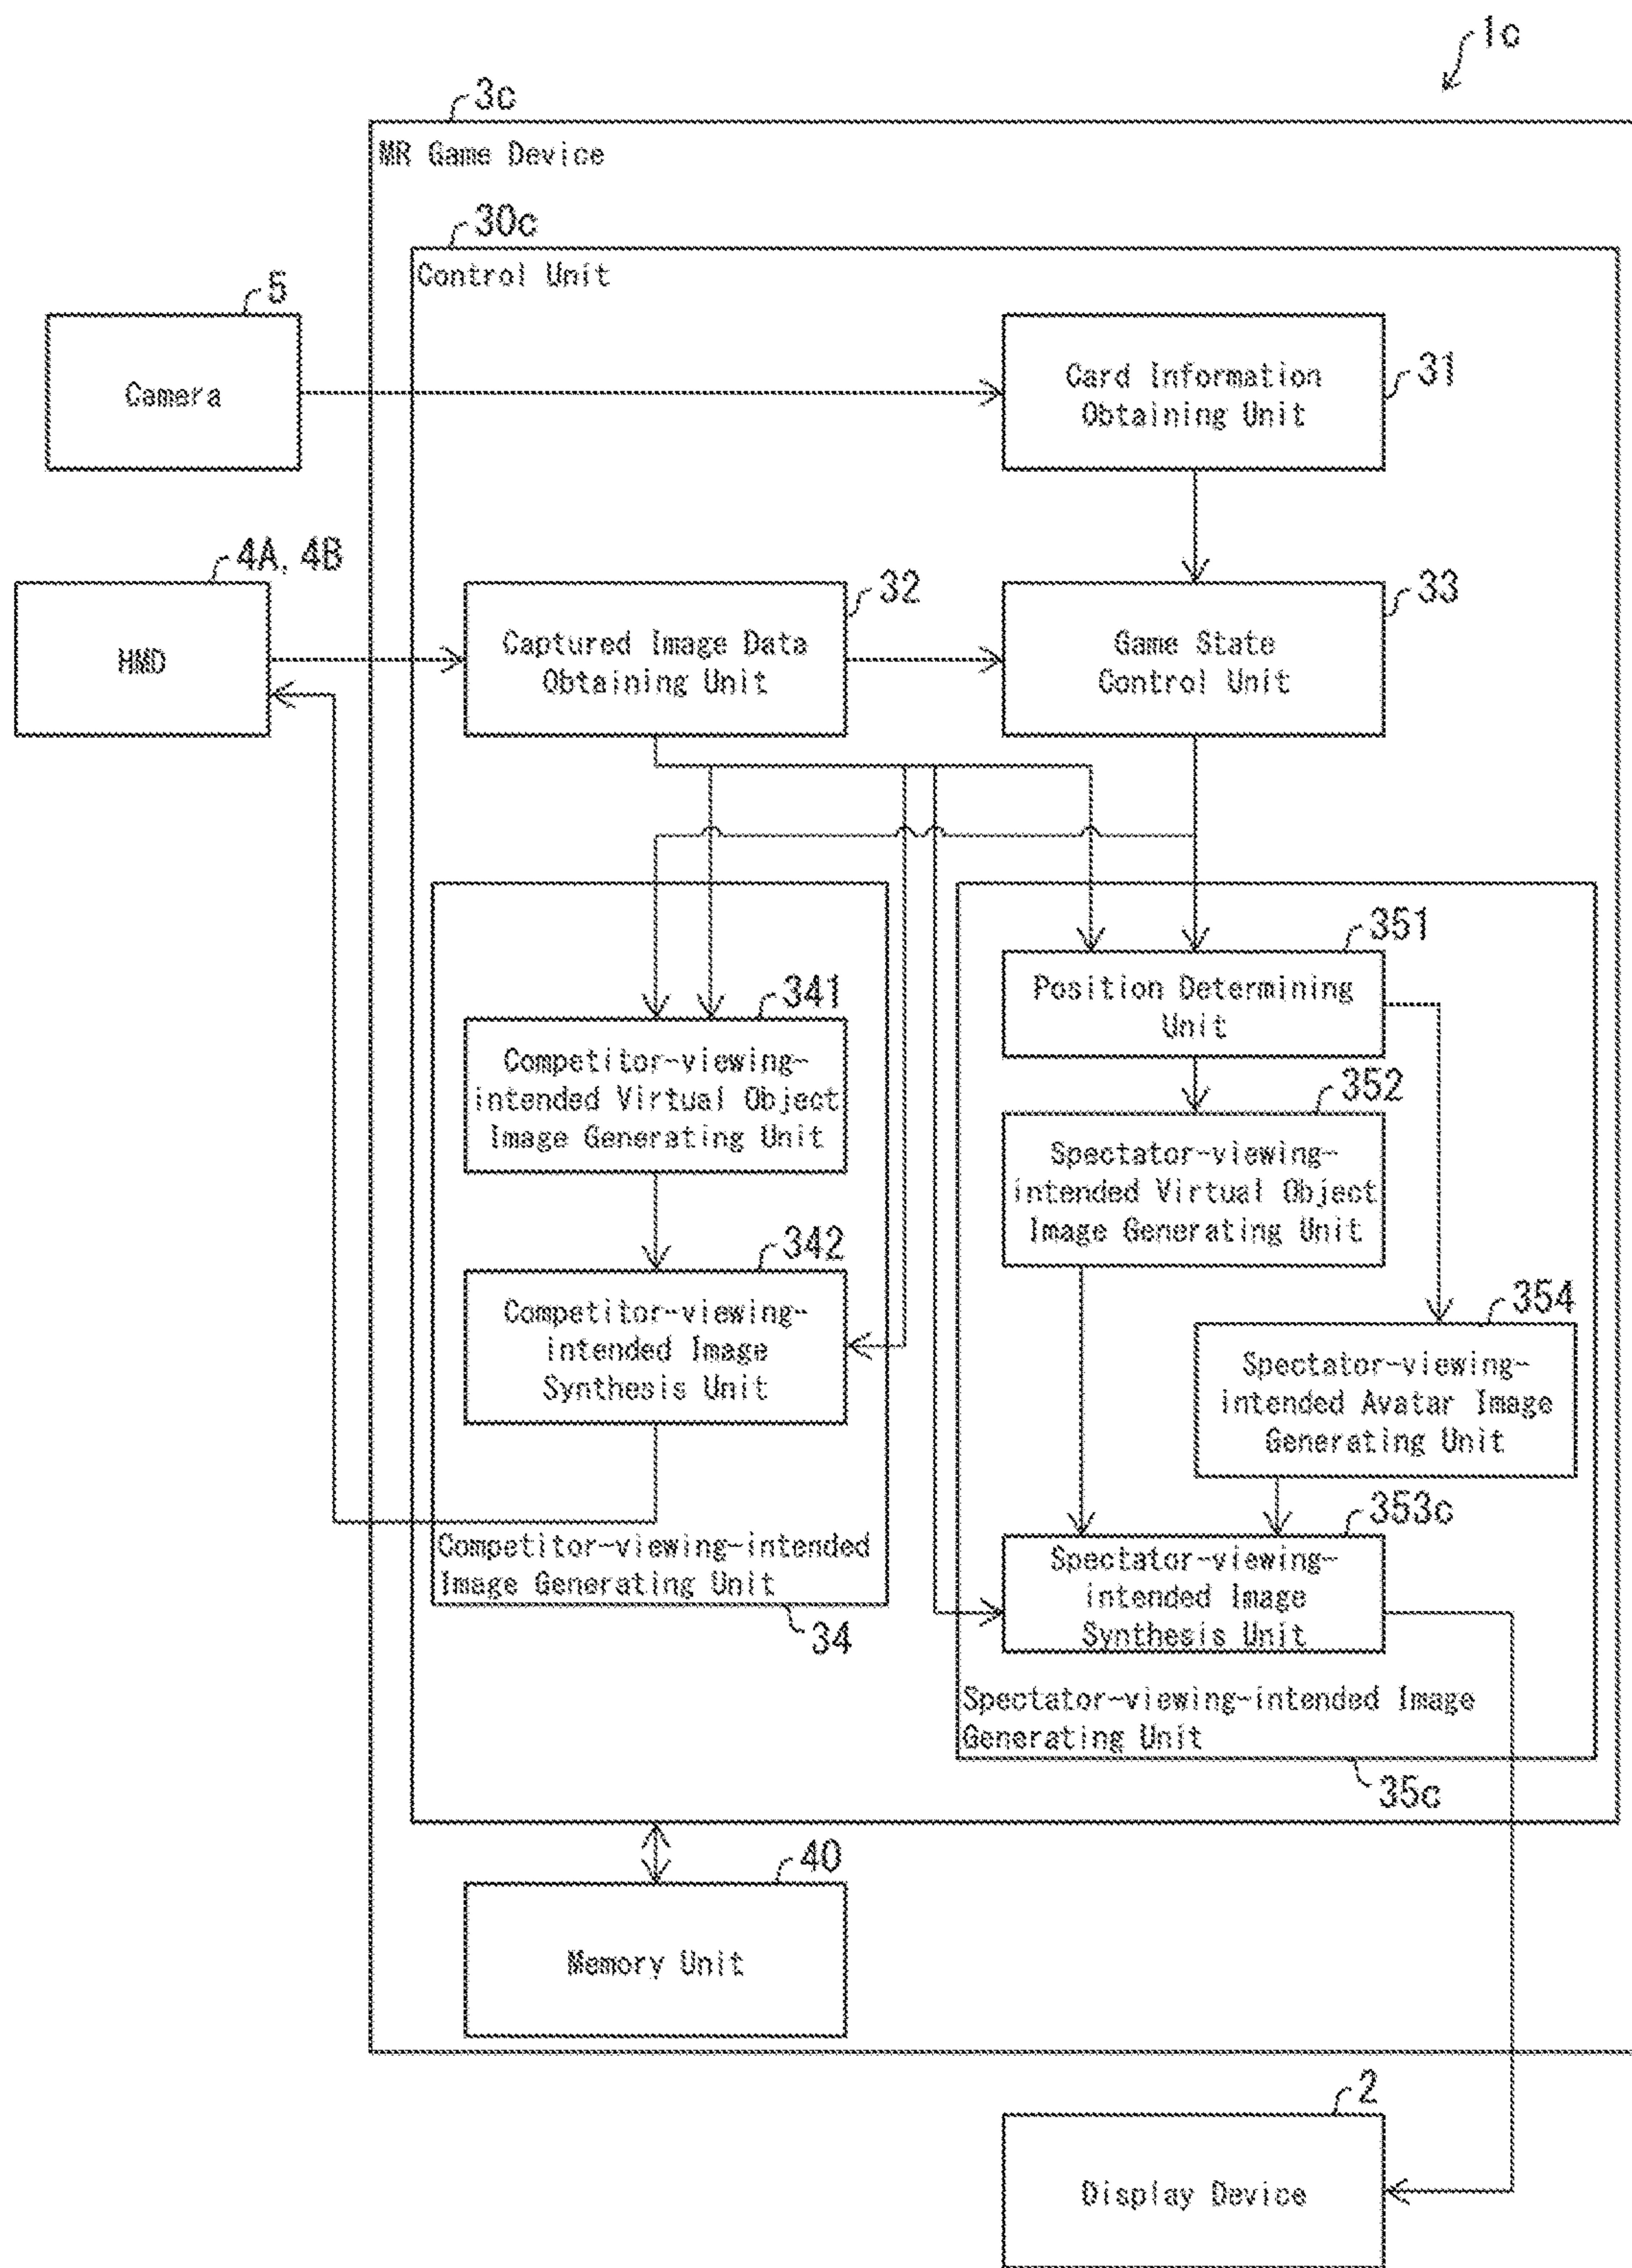 1c
3c
MR Game Device
30c
Control Unit
5
Camera
Card Information
Obtaining Unit
31
4A, 4B
HMD
32
Captured Image Data
Obtaining Unit
33
Game State
Control Unit
351
Position Determining
Unit
341
Competitor-viewing-
intended Virtual Object
Image Generating Unit
352
Spectator-viewing-
intended Virtual Object
Image Generating Unit
342
Competitor-viewing-
intended Image
Synthesis Unit
354
Spectator-viewing-
intended Avatar Image
Generating Unit
353c
Spectator-viewing-
intended Image
Synthesis Unit
Competitor-viewing-intended
Image Generating Unit
34
Spectator-viewing-intended Image
Generating Unit
35c
40
Memory Unit
2
Display Device